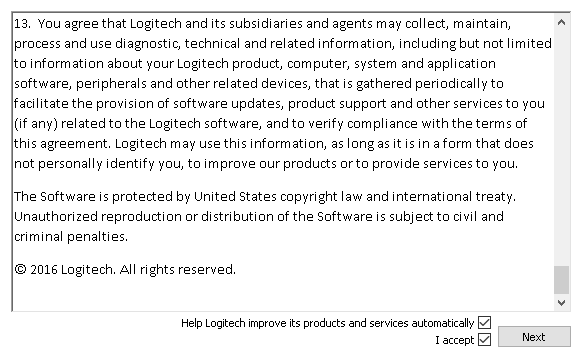 13.  You agree that Logitech and its subsidiaries and agents may collect, maintain,
process and use diagnostic, technical and related information, including but not limited
to information about your Logitech product, computer, system and application
software, peripherals and other related devices, that is gathered periodically to
facilitate the provision of software updates, product support and other services to you
(if any) related to the Logitech software, and to verify compliance with the terms of
this agreement. Logitech may use this information, as long as it is in a form that does
not personally identify you, to improve our products or to provide services to you.
The Software is protected by United States copyright law and international treaty.
Unauthorized reproduction or distribution of the Software is subject to civil and
criminal penalties.
© 2016 Logitech. All rights reserved.
Help Logitech improve its products and services automatically
I accept
Next